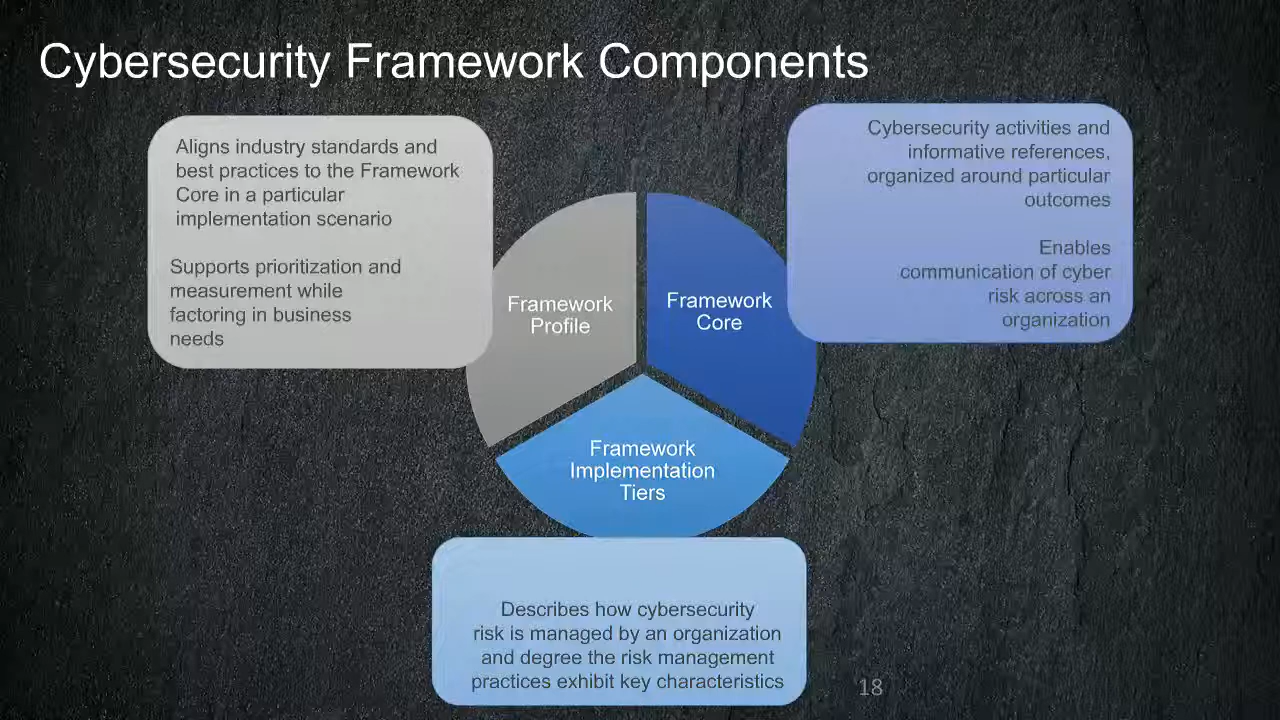 Cybersecurity Framework Components
Aligns industry standards and
best practices to the Framework
Core in a particular
implementation scenario
Supports prioritization and
measurement while
factoring in business
needs
Cybersecurity activities and
informative references,
organized around particular
outcomes
Enables
communication of cyber
risk across an
organization
Framework
Profile
Framework
Core
Framework
Implementation
Tiers
Describes how cybersecurity
risk is managed by an organization
and degree the risk management
practices exhibit key characteristics
18